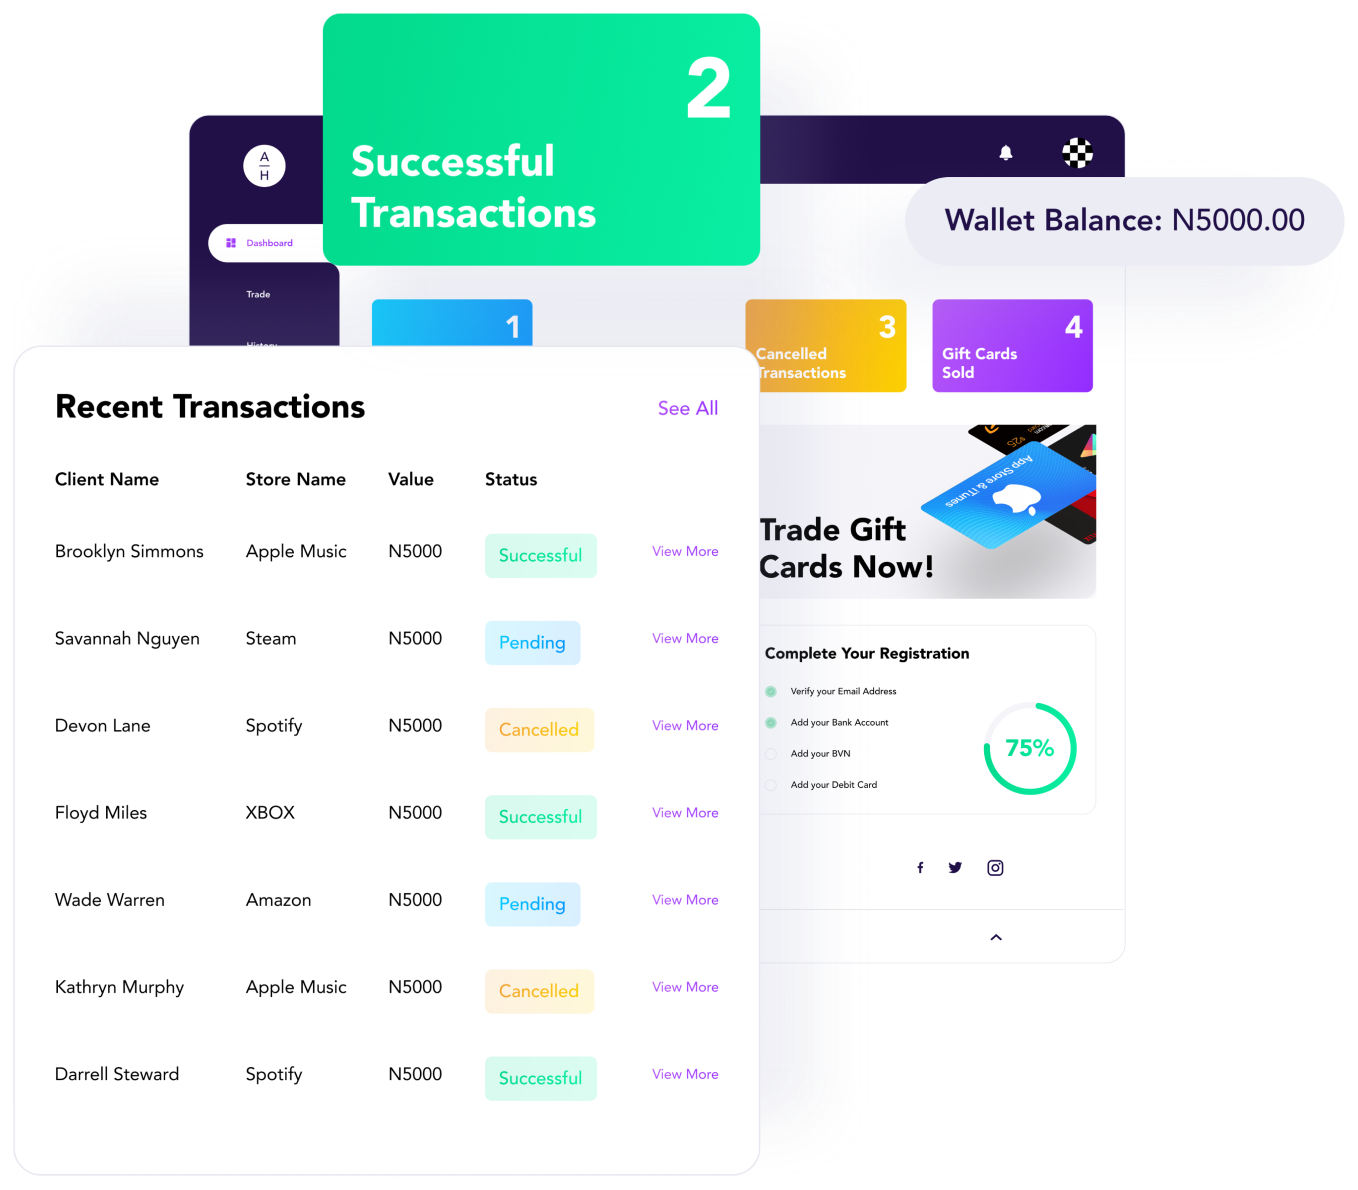 2
Successful
Transactions
A
H
Wallet Balance: N5000.00
Dashboard
Trade
History
1
3
Cancelled
Transactions
4
Gift Cards
Sold
Recent Transactions
See All
Client Name Store Name Value Status
Brooklyn Simmons Apple Music N5000 Successful View More
Savannah Nguyen Steam N5000 Pending View More
Devon Lane Spotify N5000 Cancelled View More
Floyd Miles XBOX N5000 Successful View More
Wade Warren Amazon N5000 Pending View More
Kathryn Murphy Apple Music N5000 Cancelled View More
Darrell Steward Spotify N5000 Successful View More
$25
App Store & iTunes
Trade Gift
Cards Now!
Complete Your Registration
Verify your Email Address
Add your Bank Account
Add your BVN
Add your Debit Card
75%